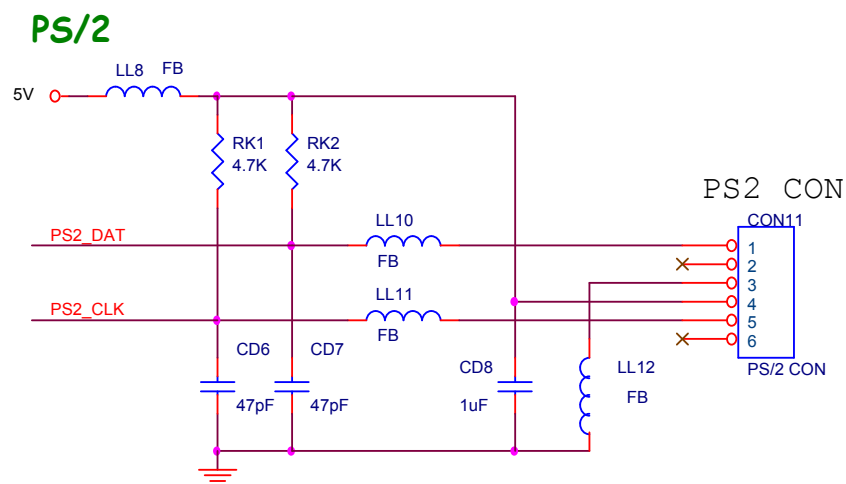 PS/2
LL8 FB
5V
RK1 RK2
4.7K 4.7K
PS2 CON
CON11
PS2_DAT
LL10
FB
1
2
3
4
5
6
PS2_CLK
LL11
FB
CD6 CD7
47pF 47pF
CD8
1uF
LL12
FB
PS/2 CON